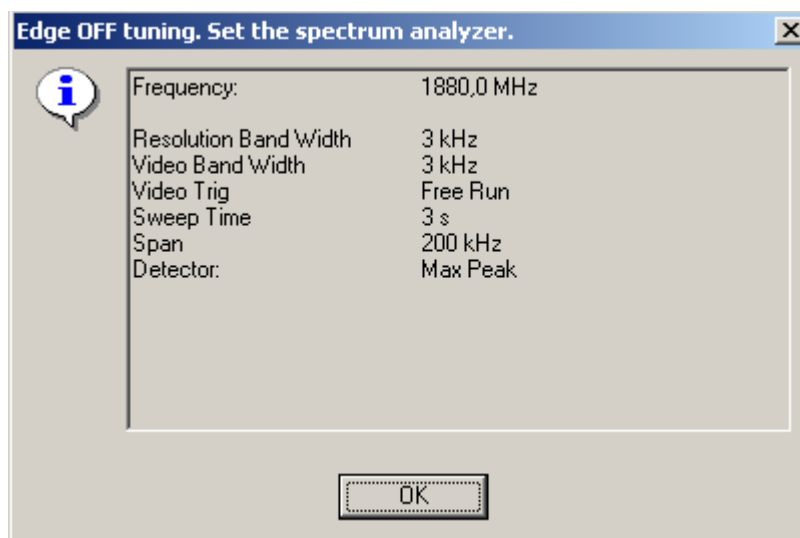 Edge OFF tuning. Set the spectrum analyzer.
Frequency: 1880,0 MHz
Resolution Band Width 3 kHz
Video Band Width 3 kHz
Video Trig Free Run
Sweep Time 3 s
Span 200 kHz
Detector: Max Peak
OK